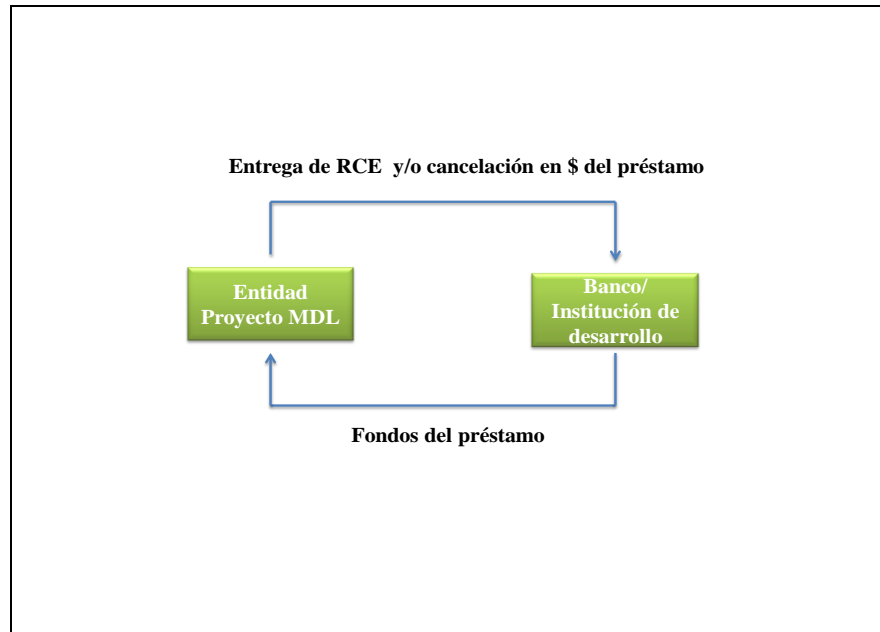 Entrega de RCE y/o cancelación en $ del préstamo
Entidad
Proyecto MDL
Banco/
Institución de
desarrollo
Fondos del préstamo